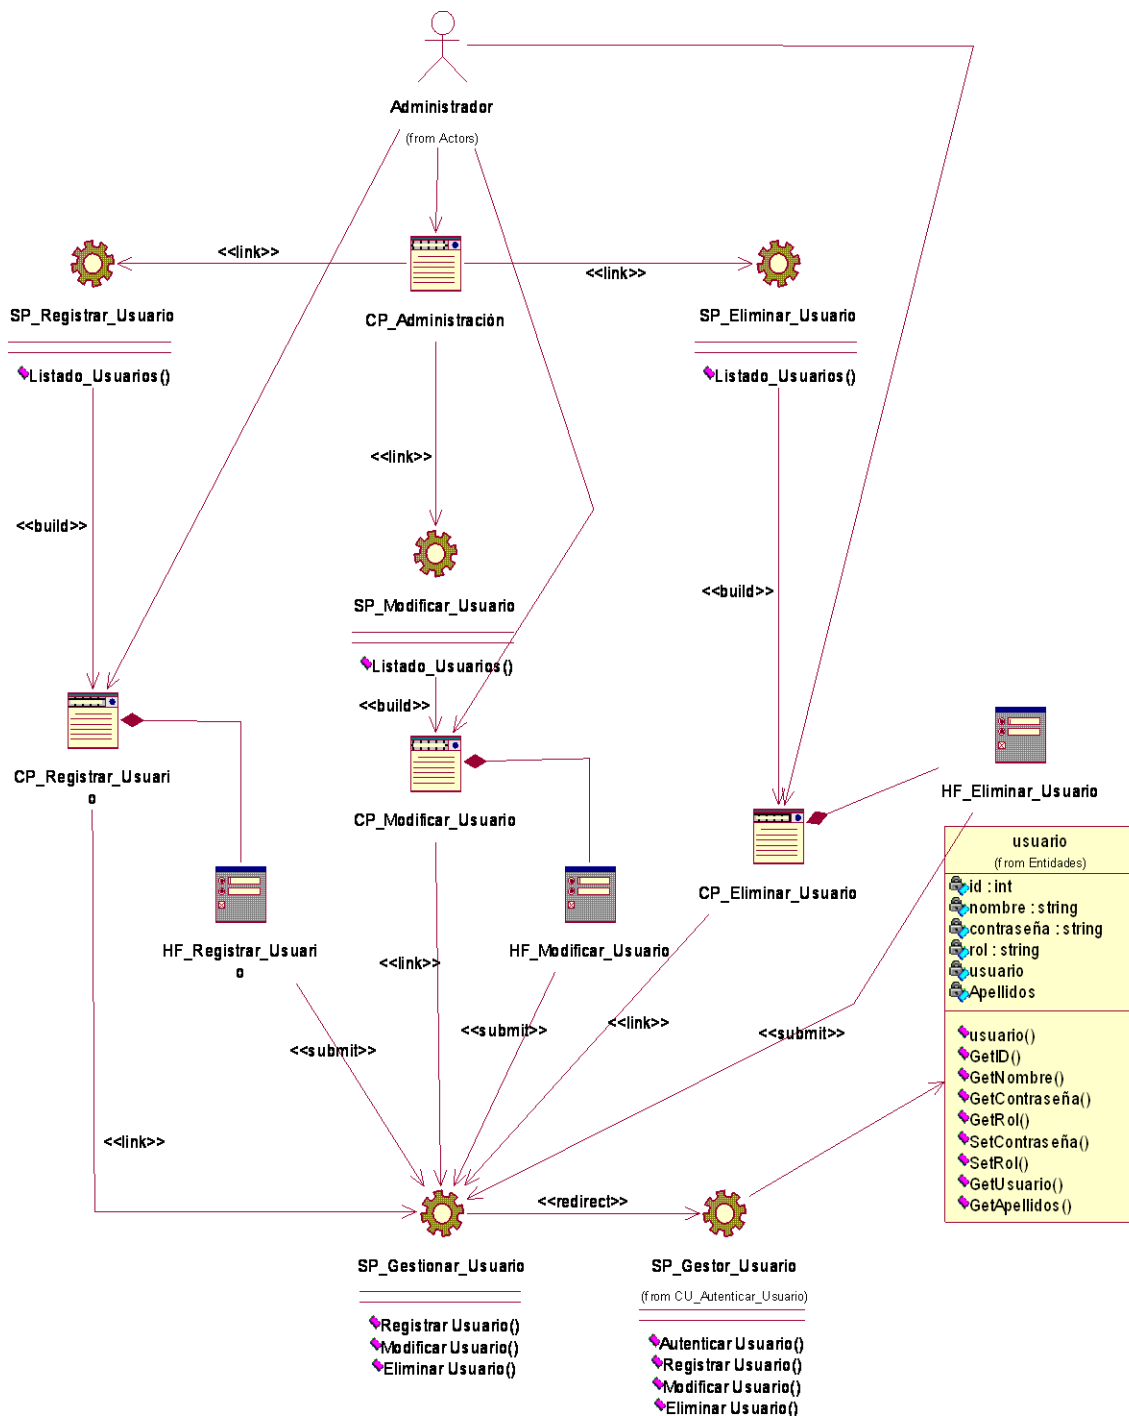 Administrador
(from Actors)
<<link>>
<<link>>
SP_Registrar_Usuario
CP_Administración
SP_Eliminar_Usuario
Listado_Usuarios()
Listado_Usuarios()
<<link>>
<<build>>
<<build>>
SP_Modificar_Usuario
Listado_Usuarios()
<<build>>
CP_Registrar_Usuari
o
CP_Modificar_Usuario
HF_Eliminar_Usuario
CP_Eliminar_Usuario
usuario
(from Entidades)
id : int
nombre : string
contraseña : string
rol : string
usuario
Apellidos
usuario()
GetID()
GetNombre()
GetContraseña()
GetRol()
SetContraseña()
SetRol()
GetUsuario()
GetApellidos()
HF_Registrar_Usuari
o
HF_Modificar_Usuario
<<link>>
<<submit>>
<<submit>>
<<link>>
<<submit>>
<<link>>
<<redirect>>
SP_Gestionar_Usuario
Registrar Usuario()
Modificar Usuario()
Eliminar Usuario()
SP_Gestor_Usuario
(from CU_Autenticar_Usuario)
Autenticar Usuario()
Registrar Usuario()
Modificar Usuario()
Eliminar Usuario()